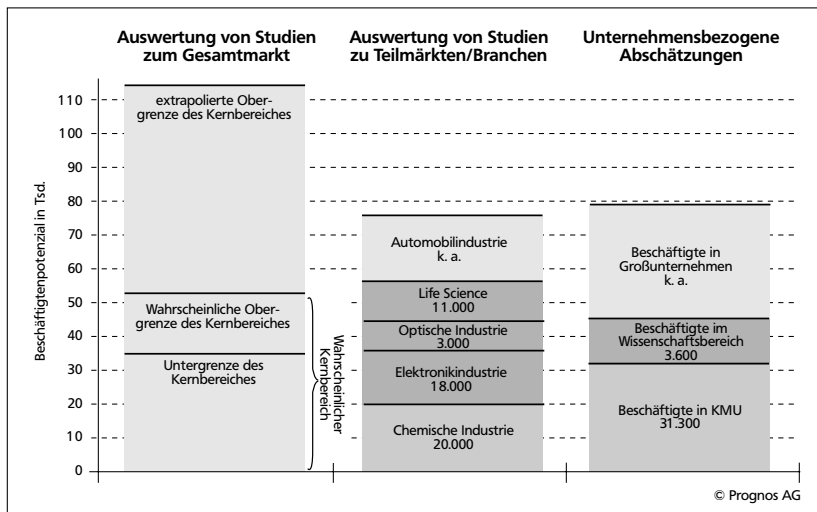 Auswertung von Studien
zum Gesamtmarkt
Auswertung von Studien
zu Teilmärkten/Branchen
Unternehmensbezogene
Abschätzungen
Beschäftigtenpotenzial in Tsd.
110
100
90
80
70
60
50
40
30
20
10
0
extrapolierte Ober-
grenze des Kernbereiches
Wahrscheinliche Ober-
grenze des Kernbereiches
Untergrenze des
Kernbereiches
Wahrscheinlicher
Kernbereich
Automobilindustrie
k. a.
Life Science
11.000
Optische Industrie
3.000
Elektronikindustrie
18.000
Chemische Industrie
20.000
Beschäftigte in
Großunternehmen
k. a.
Beschäftigte im
Wissenschaftsbereich
3.600
Beschäftigte in KMU
31.300
© Prognos AG